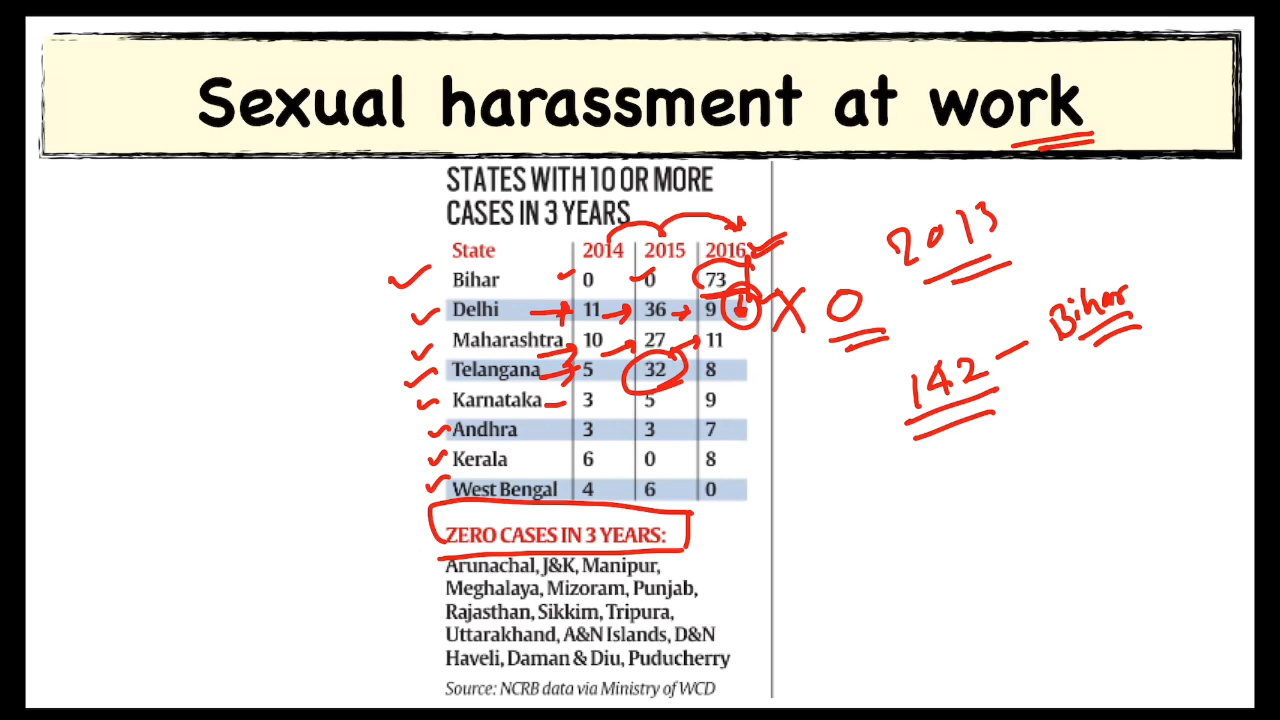 Sexual harassment at work
STATES WITH 10 OR MORE
CASES IN 3 YEARS
State 2014 2015 2016
Bihar 0 0 73
Delhi 11 36 9
Maharashtra 10 27 11
Telangana 5 32 8
Karnataka 3 5 9
Andhra 3 3 7
Kerala 6 0 8
West Bengal 4 6 0
ZERO CASES IN 3 YEARS:
Arunachal, J&K, Manipur,
Meghalaya, Mizoram, Punjab,
Rajasthan, Sikkim, Tripura,
Uttarakhand, A&N Islands, D&N
Haveli, Daman & Diu, Puducherry
Source: NCRB data via Ministry of WCD
2013
X 0
142 — Bihar